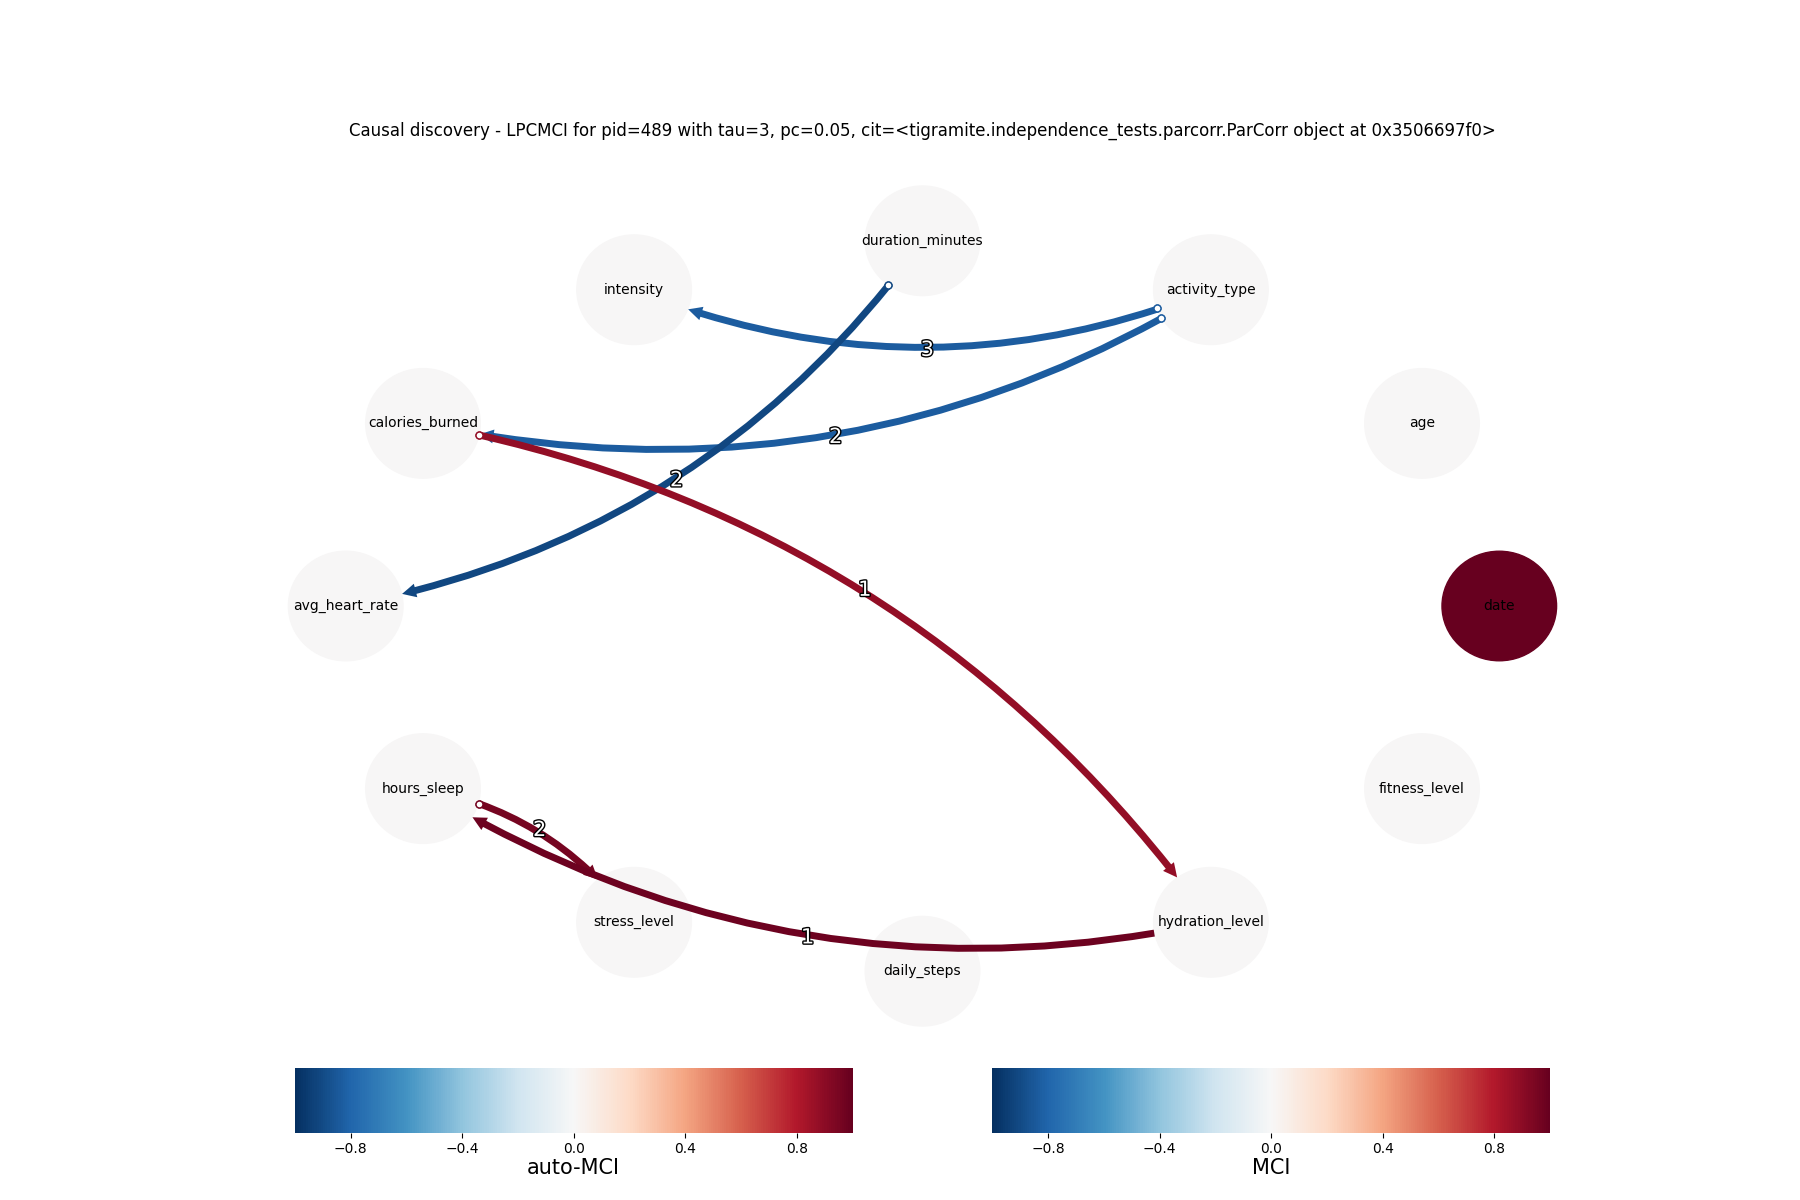 Causal discovery - LPCMCI for pid=489 with tau=3, pc=0.05, cit=<tigramite.independence_tests.parcorr.ParCorr object at 0x3506697f0>
duration_minutes
intensity
activity_type
3
calories_burned
age
2
2
1
avg_heart_rate
date
hours_sleep
fitness_level
2
stress_level
hydration_level
1
daily_steps
−0.8 −0.4 0.0 0.4 0.8
auto-MCI
−0.8 −0.4 0.0 0.4 0.8
MCI